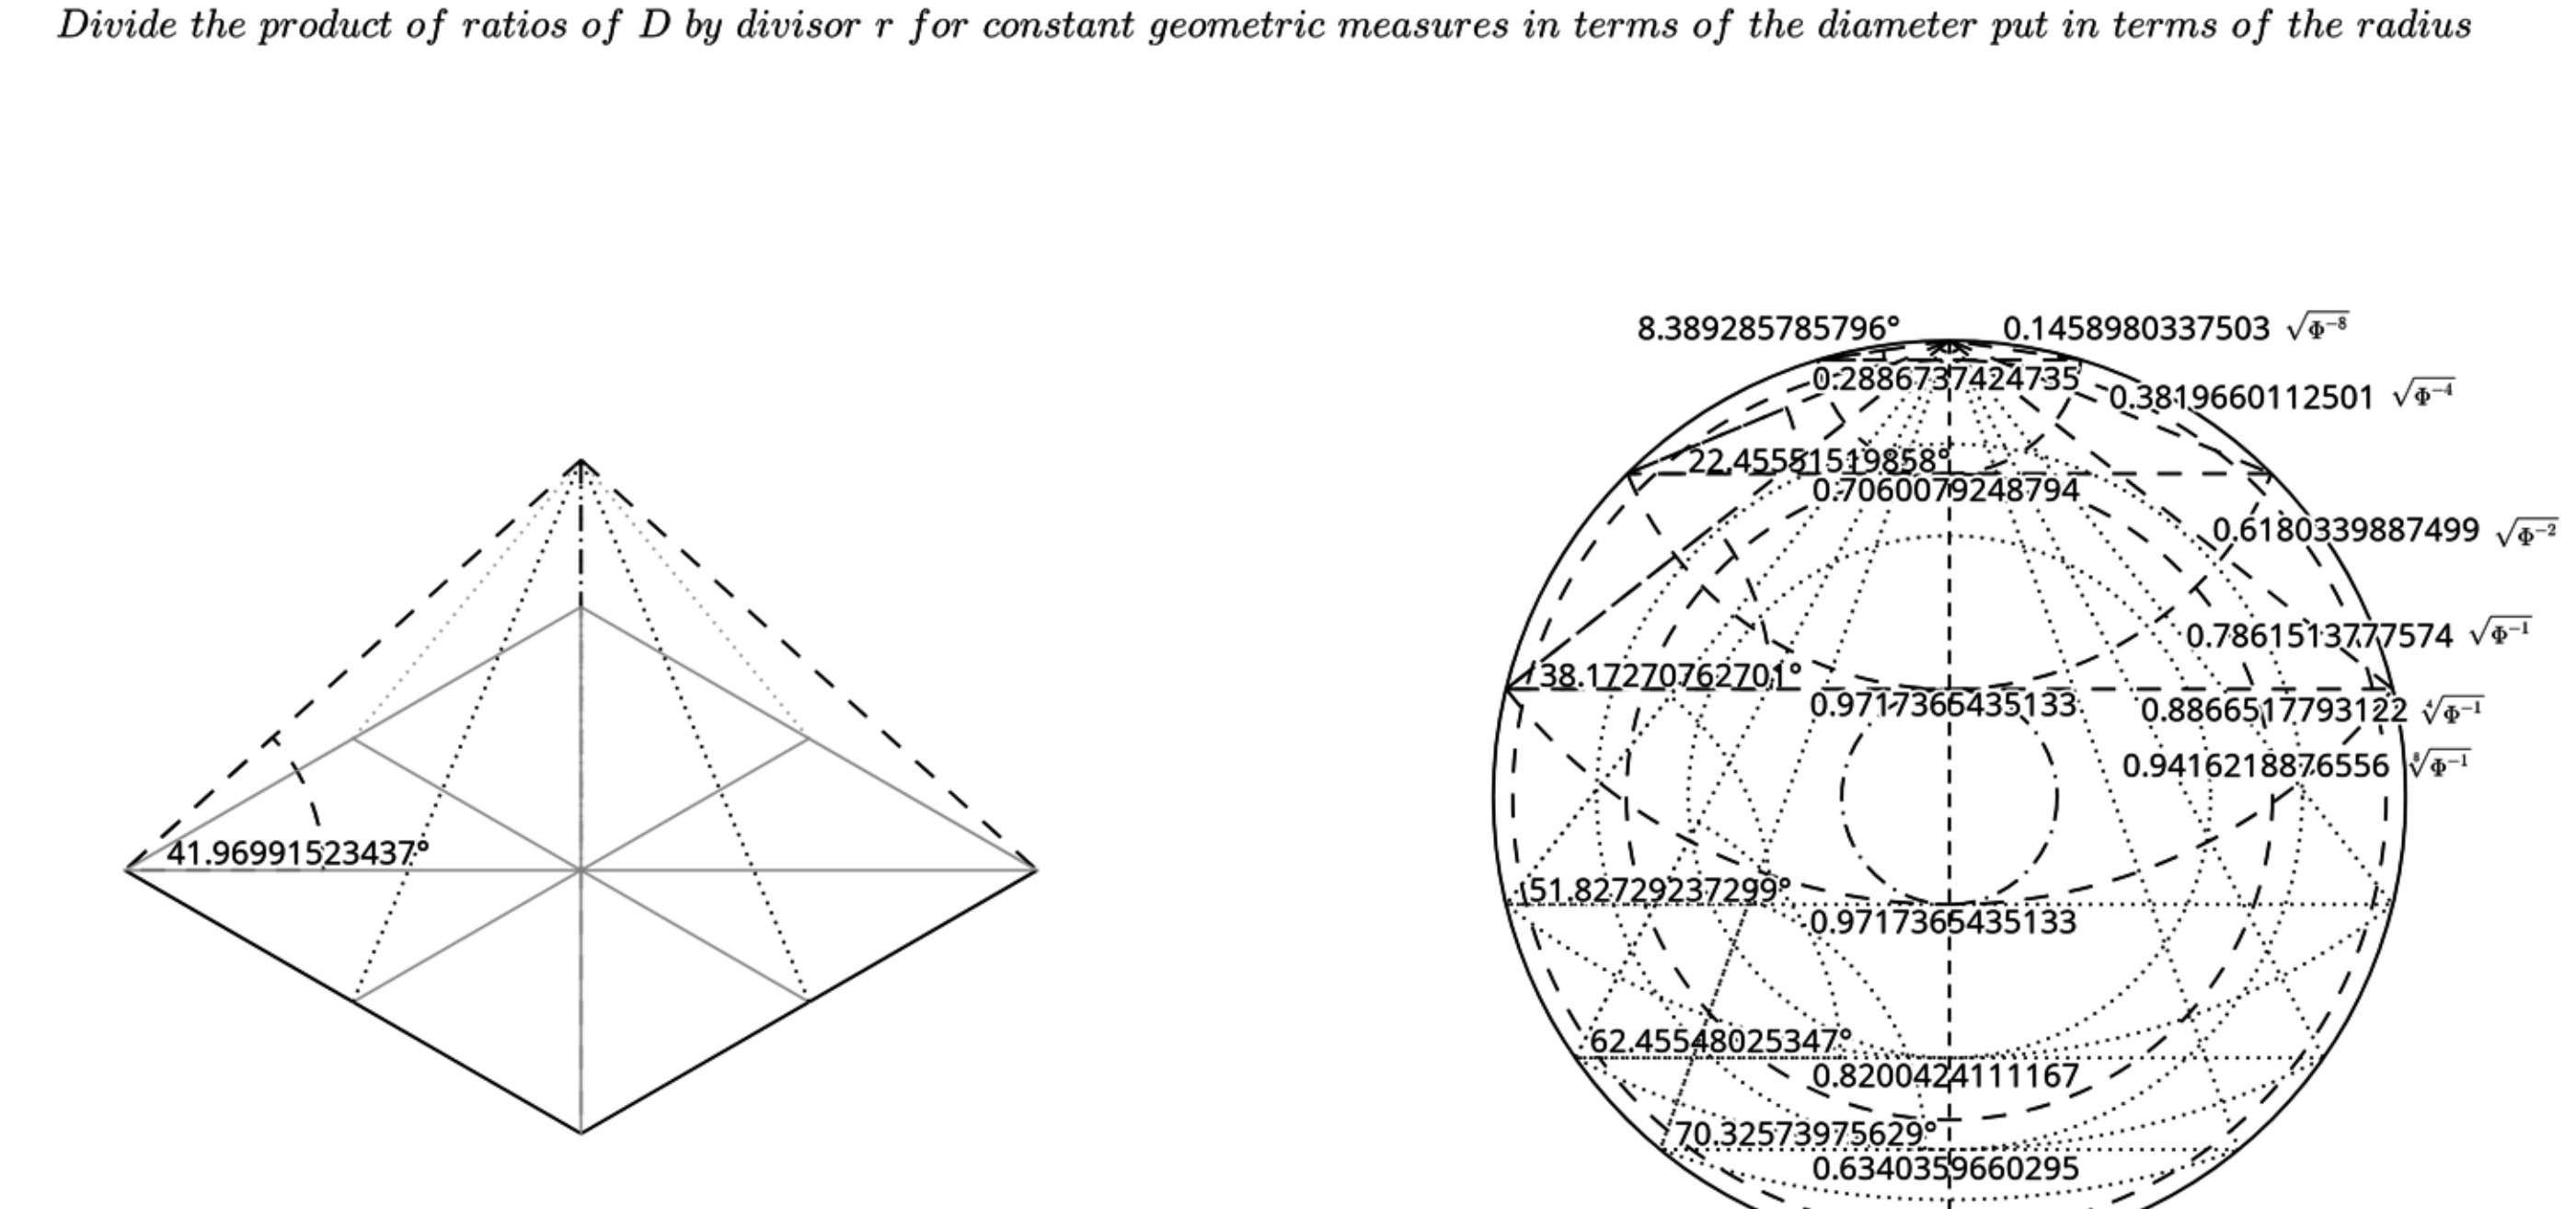 Divide the product of ratios of D by divisor r for constant geometric measures in terms of the diameter put in terms of the radius
8.389285785796° 0.1458980337503 √Φ⁻⁸
0.2886737424735 0.3819660112501 √Φ⁻⁴
22.45551519858°
0.7060079248794
0.6180339887499 √Φ⁻²
0.7861513777574 √Φ⁻¹
38.17270762701°
0.9717365435133 0.8866517793122 ∜Φ⁻¹
0.9416218876556 ⁸√Φ⁻¹
41.96991523437°
51.82729237299°
0.9717365435133
62.45548025347°
0.8200424111167
70.32573975629°
0.6340359660295